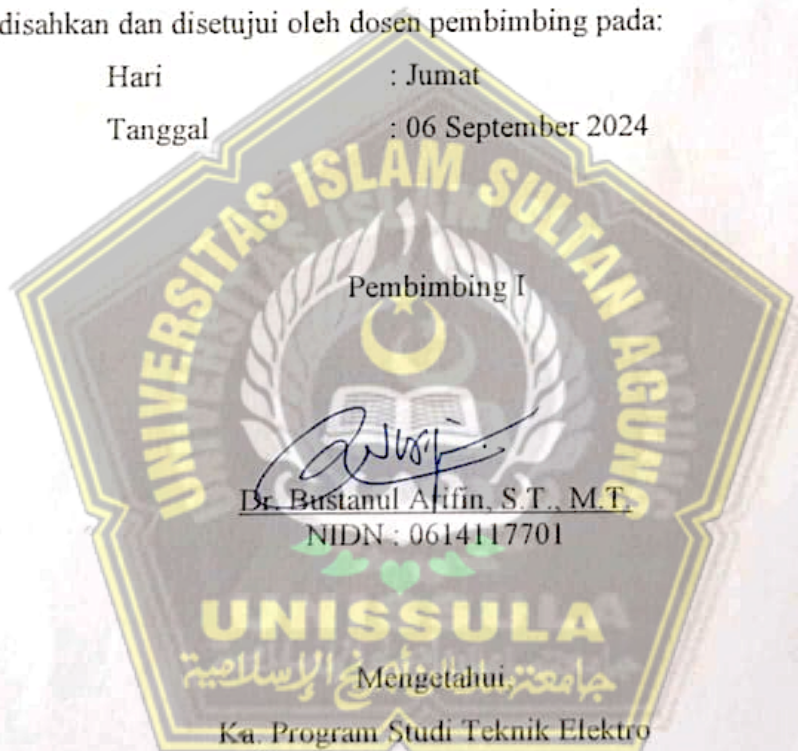 disahkan dan disetujui oleh dosen pembimbing pada:
Hari : Jumat
Tanggal : 06 September 2024
UNIVERSITAS ISLAM SULTAN AGUNG
Pembimbing I
Dr. Bustanul Arifin, S.T., M.T.
NIDN : 0614117701
UNISSULA
جامعة سلطان أجونج الإسلامية
Mengetahui,
Ka. Program Studi Teknik Elektro